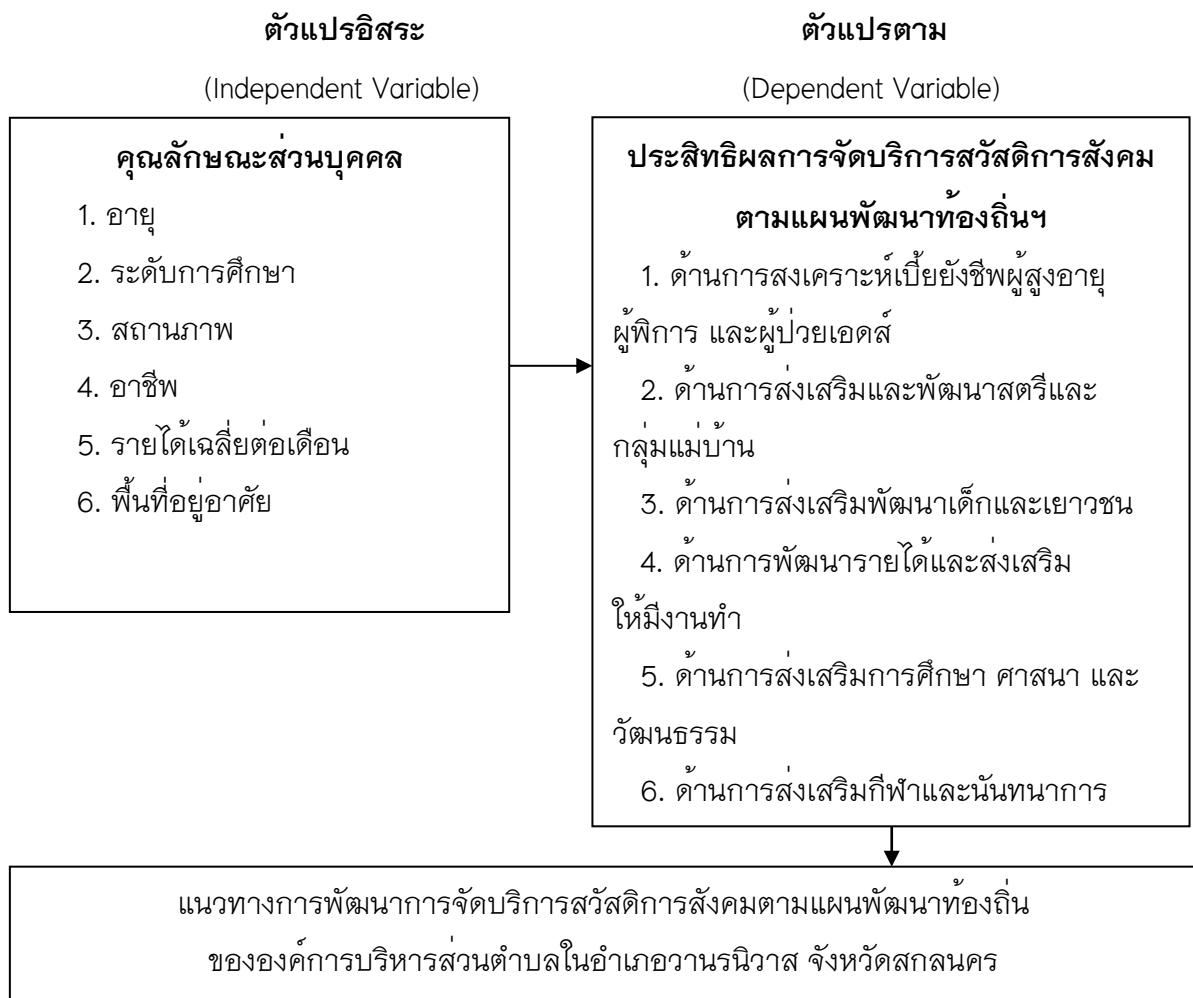 ตัวแปรอิสระ
(Independent Variable)
คุณลักษณะส่วนบุคคล
1. อายุ
2. ระดับการศึกษา
3. สถานภาพ
4. อาชีพ
5. รายได้เฉลี่ยต่อเดือน
6. พื้นที่อยู่อาศัย
ตัวแปรตาม
(Dependent Variable)
ประสิทธิผลการจัดบริการสวัสดิการสังคม
ตามแผนพัฒนาท้องถิ่นฯ
1. ด้านการสงเคราะห์เบี้ยยังชีพผู้สูงอายุ
ผู้พิการ และผู้ป่วยเอดส์
2. ด้านการส่งเสริมและพัฒนาสตรีและ
กลุ่มแม่บ้าน
3. ด้านการส่งเสริมพัฒนาเด็กและเยาวชน
4. ด้านการพัฒนารายได้และส่งเสริม
ให้มีงานทำ
5. ด้านการส่งเสริมการศึกษา ศาสนา และ
วัฒนธรรม
6. ด้านการส่งเสริมกีฬาและนันทนาการ
แนวทางการพัฒนาการจัดบริการสวัสดิการสังคมตามแผนพัฒนาท้องถิ่น
ขององค์การบริหารส่วนตำบลในอำเภอวานรนิวาส จังหวัดสกลนคร